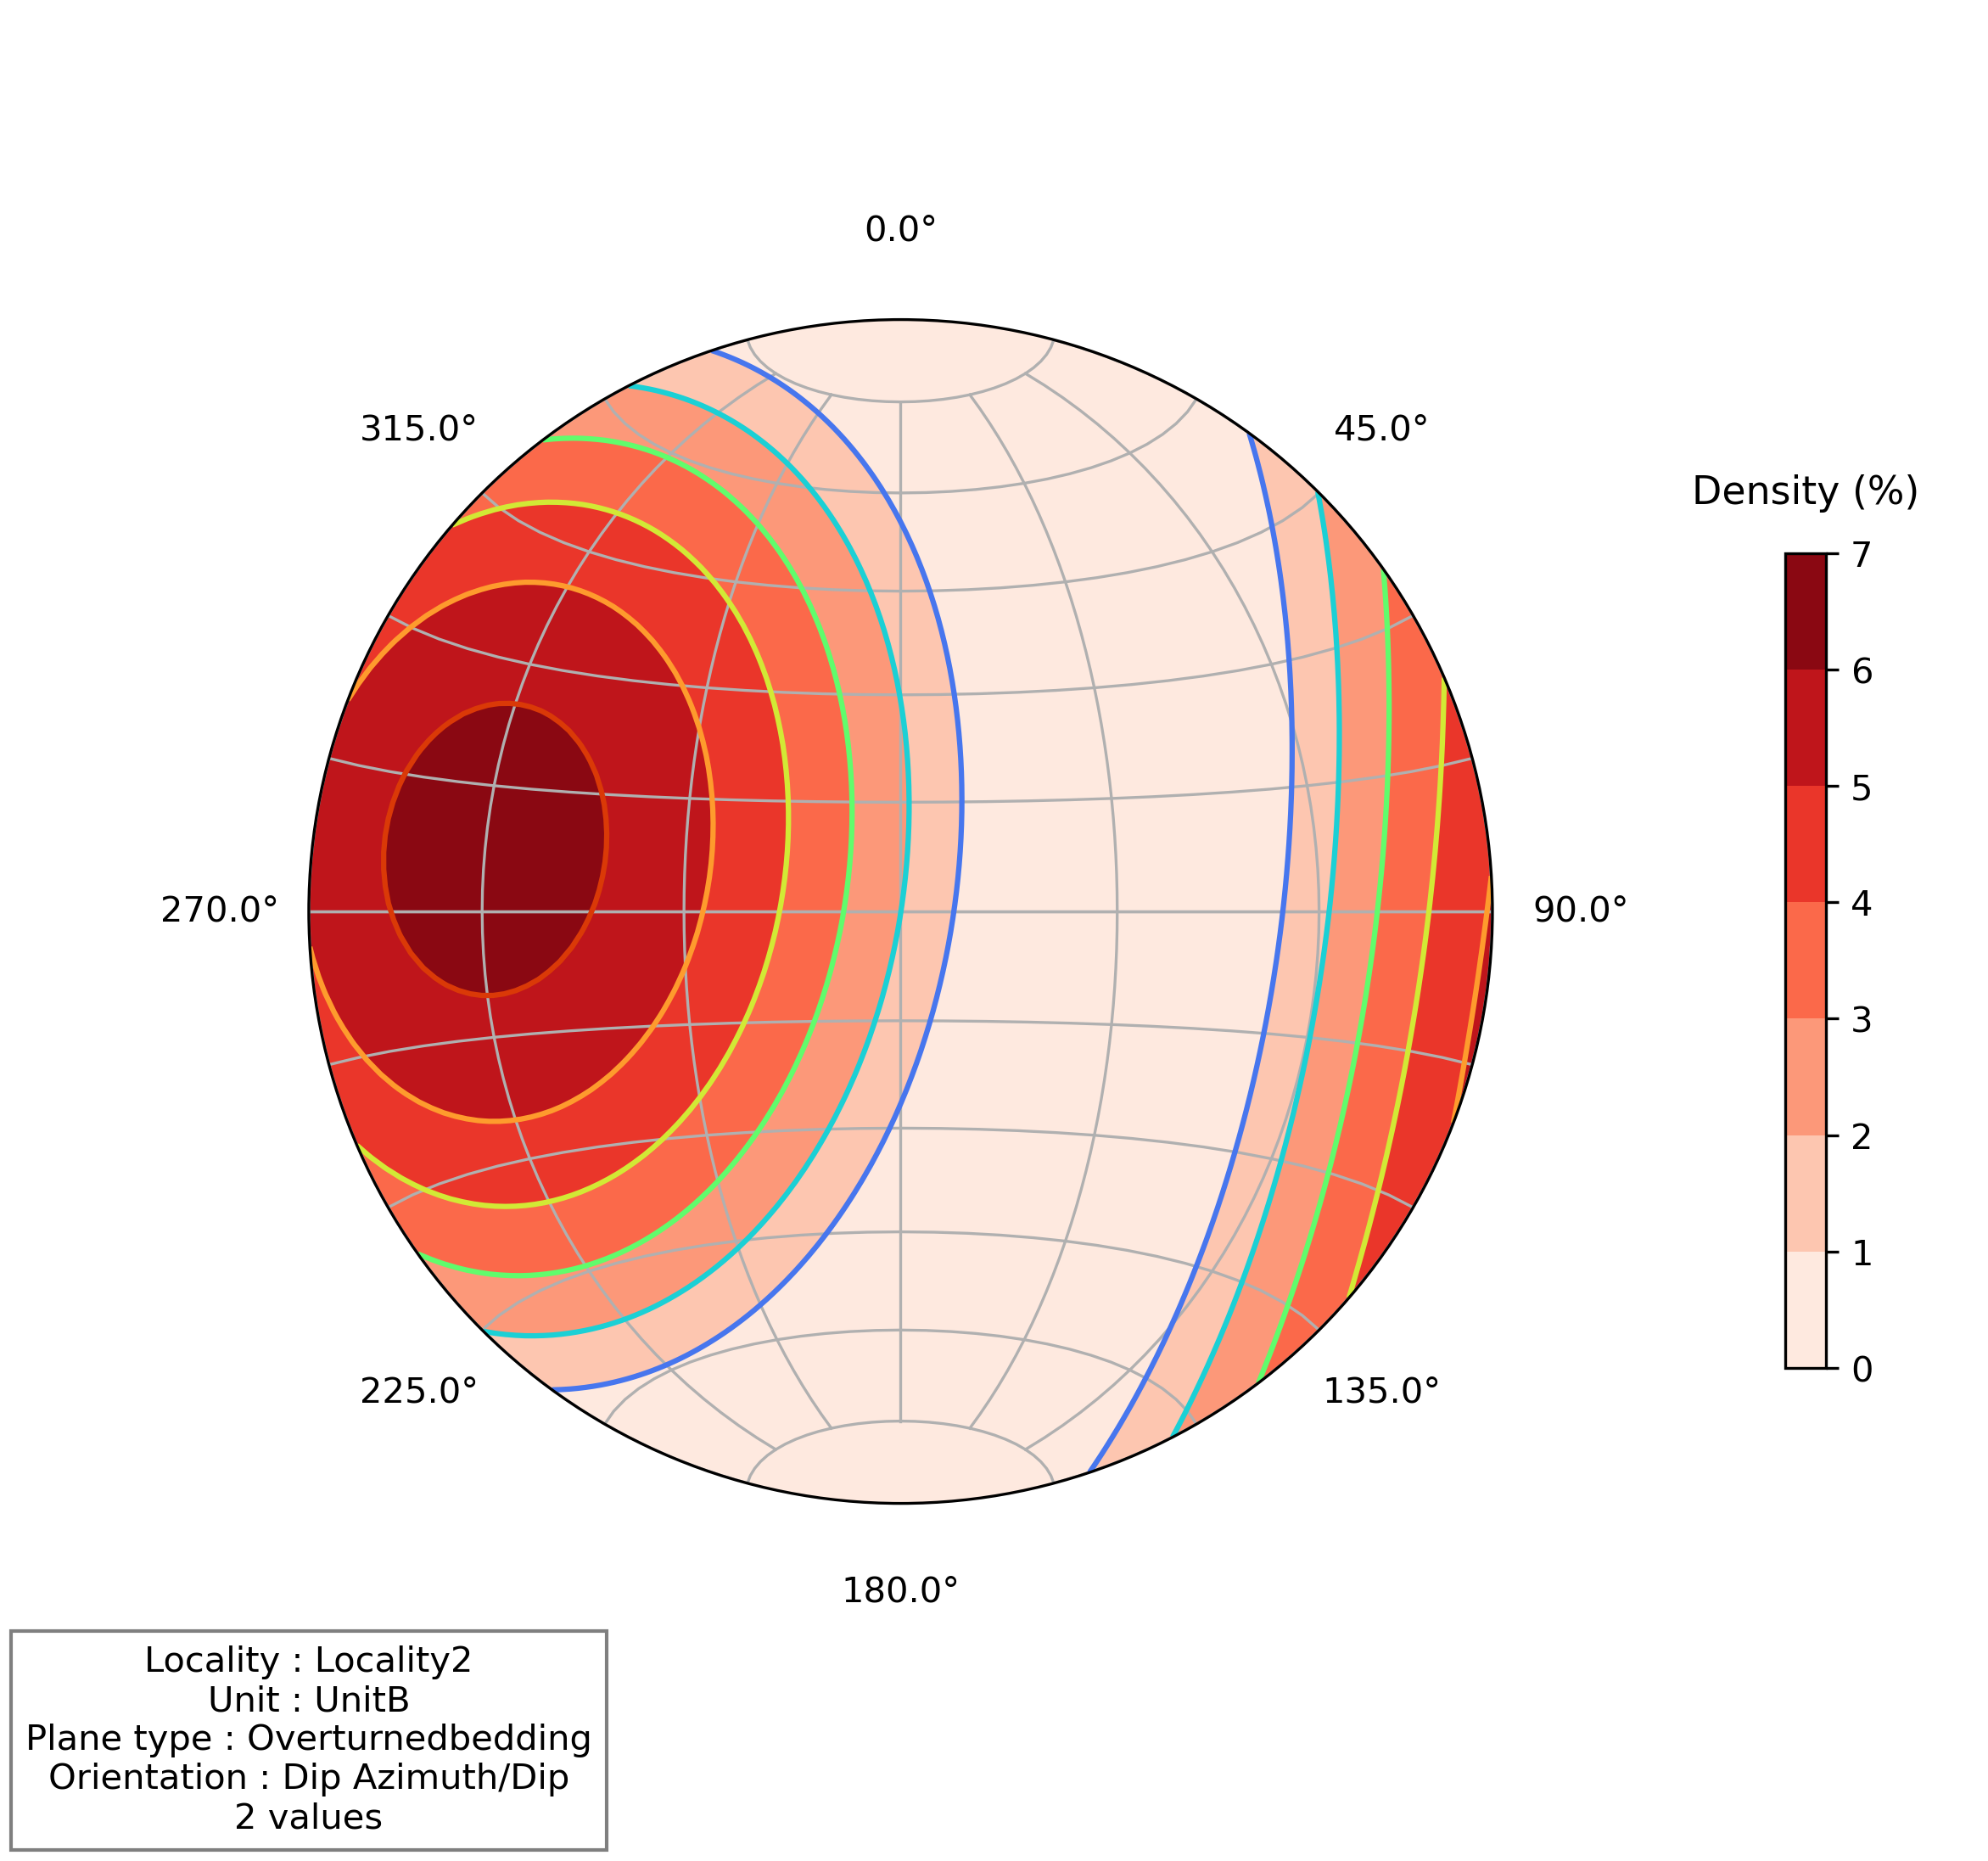 0.0°
315.0°
45.0°
Density (%)
7
6
5
4
3
2
1
0
270.0°
90.0°
225.0°
135.0°
180.0°
Locality : Locality2
Unit : UnitB
Plane type : Overturnedbedding
Orientation : Dip Azimuth/Dip
2 values